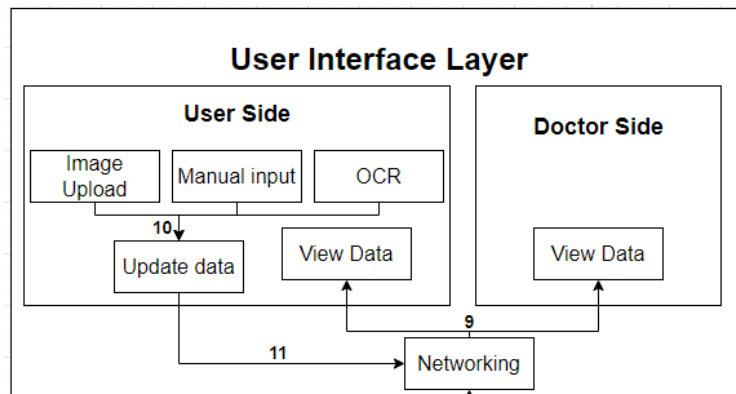 User Interface Layer
User Side
Doctor Side
Image
Upload
Manual input
OCR
10
Update data
View Data
View Data
9
11
Networking